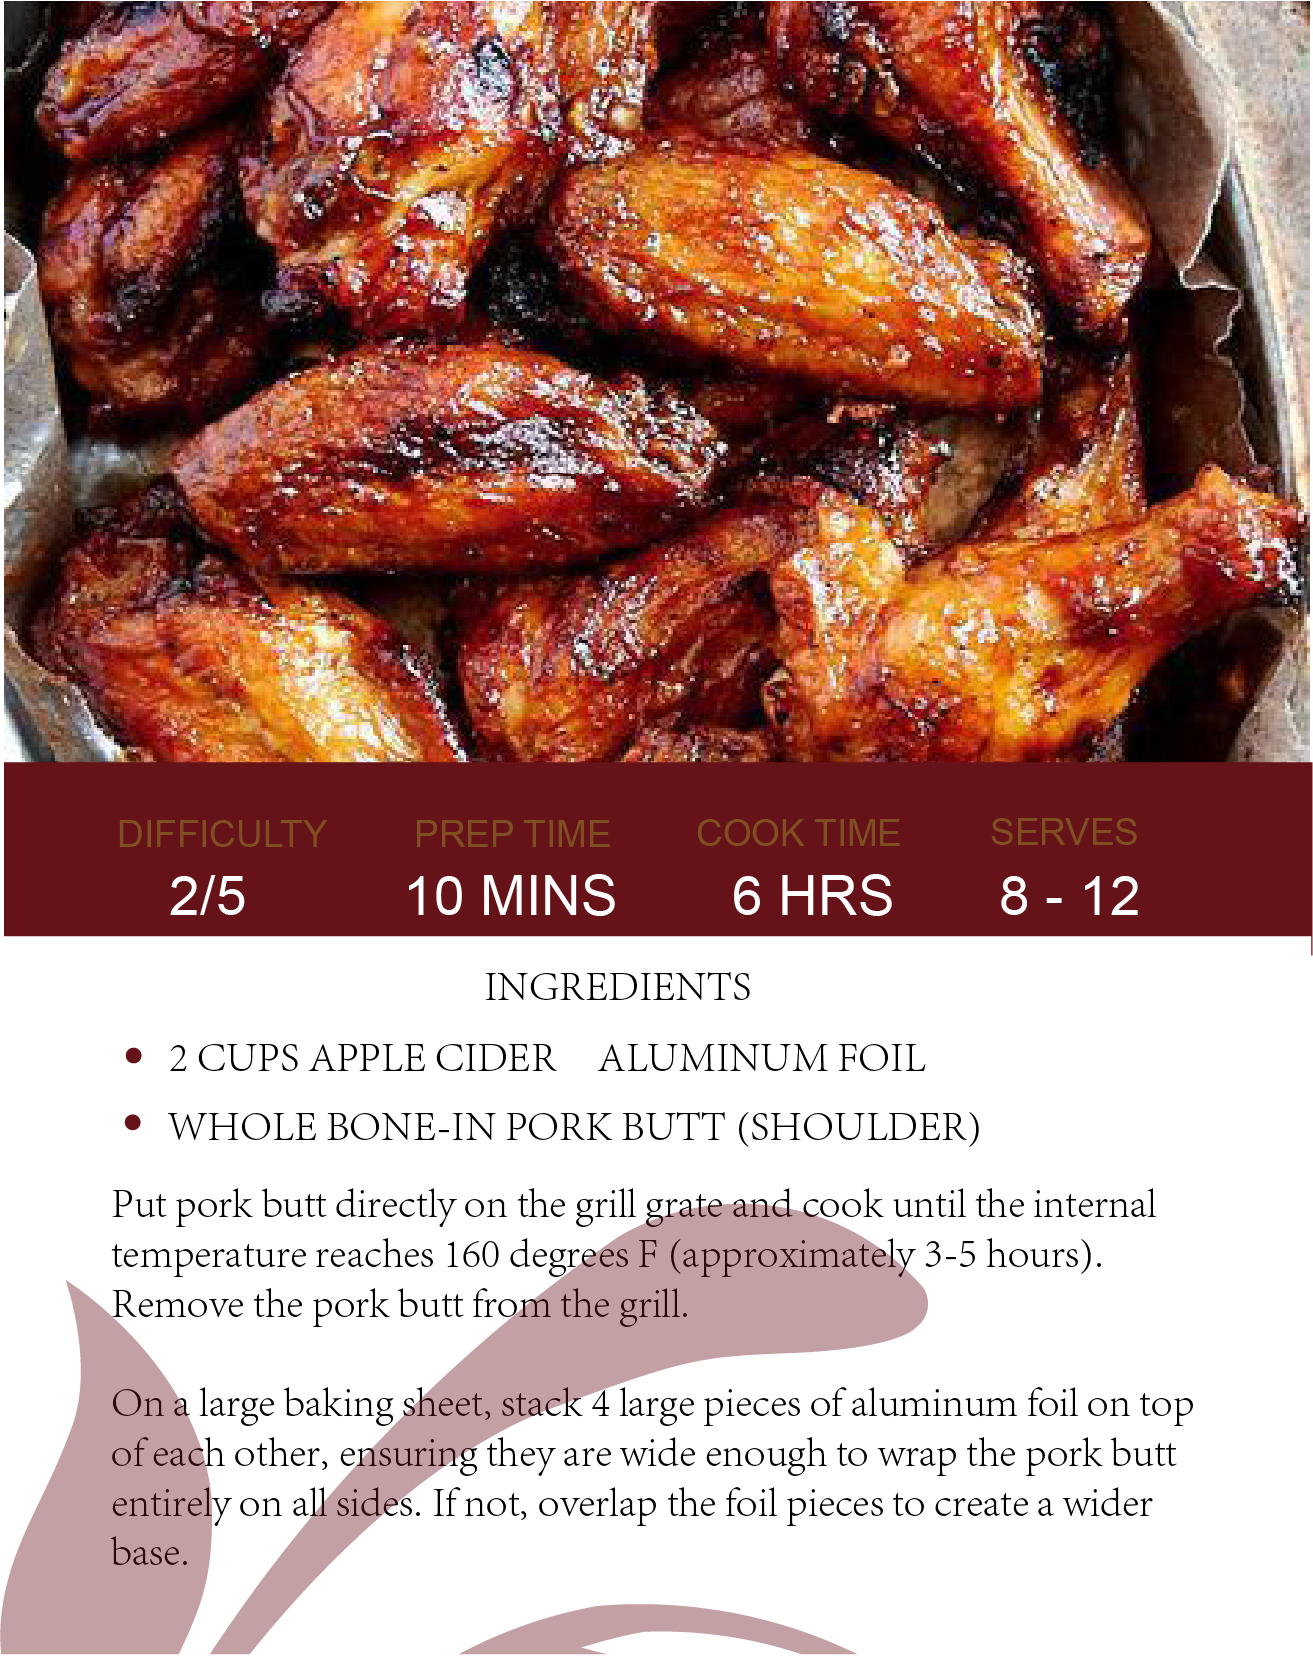 DIFFICULTY PREP TIME COOK TIME SERVES
2/5 10 MINS 6 HRS 8 - 12
INGREDIENTS
• 2 CUPS APPLE CIDER ALUMINUM FOIL
• WHOLE BONE-IN PORK BUTT (SHOULDER)
Put pork butt directly on the grill grate and cook until the internal
temperature reaches 160 degrees F (approximately 3-5 hours).
Remove the pork butt from the grill.
On a large baking sheet, stack 4 large pieces of aluminum foil on top
of each other, ensuring they are wide enough to wrap the pork butt
entirely on all sides. If not, overlap the foil pieces to create a wider
base.